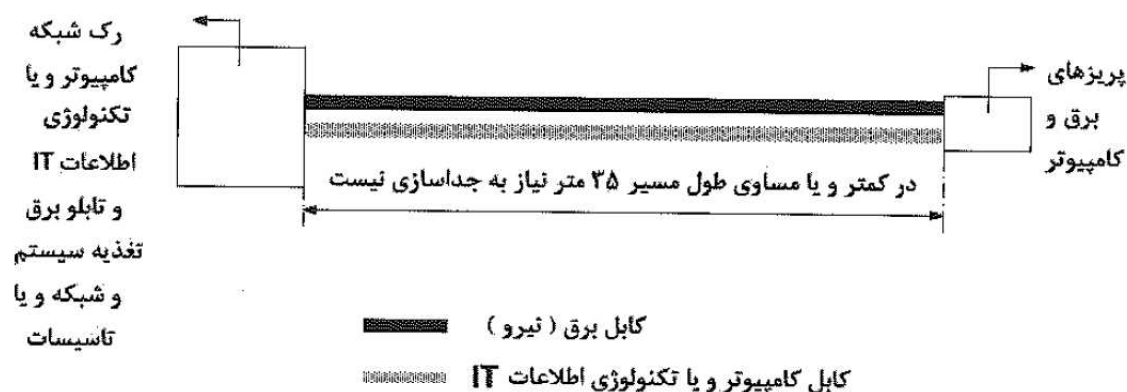 رک شبکه
کامپیوتر و یا
تکنولوژی
اطلاعات IT
و تابلو برق
تغذیه سیستم
و شبکه و یا
تاسیسات
پریزهای
برق و
کامپیوتر
در کمتر و یا مساوی طول مسیر ۳۵ متر نیاز به جداسازی نیست
کابل برق ( نیرو )
کابل کامپیوتر و یا تکنولوژی اطلاعات IT